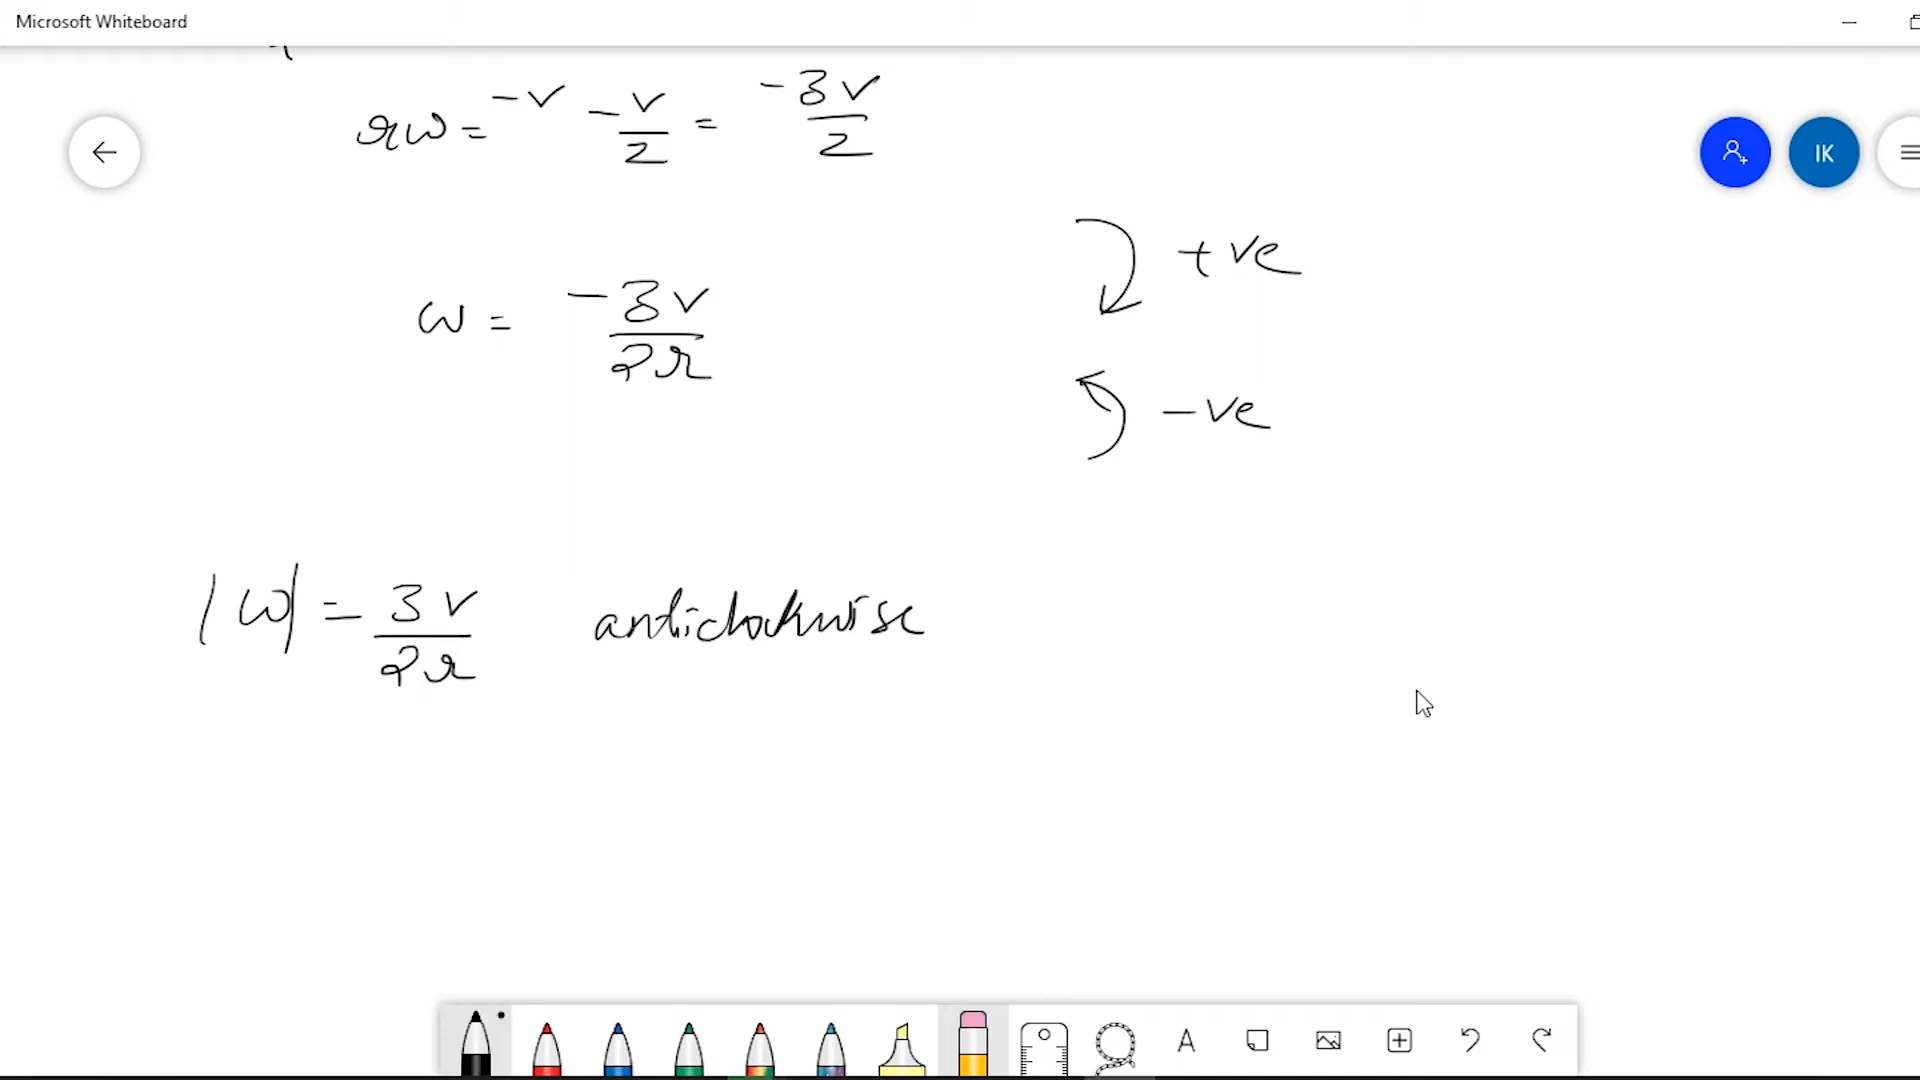 Microsoft Whiteboard
rω = -v - v/2 = -3v/2
IK
+ve
ω = -3v/2r
-ve
|ω| = 3v/2r anticlockwise
A